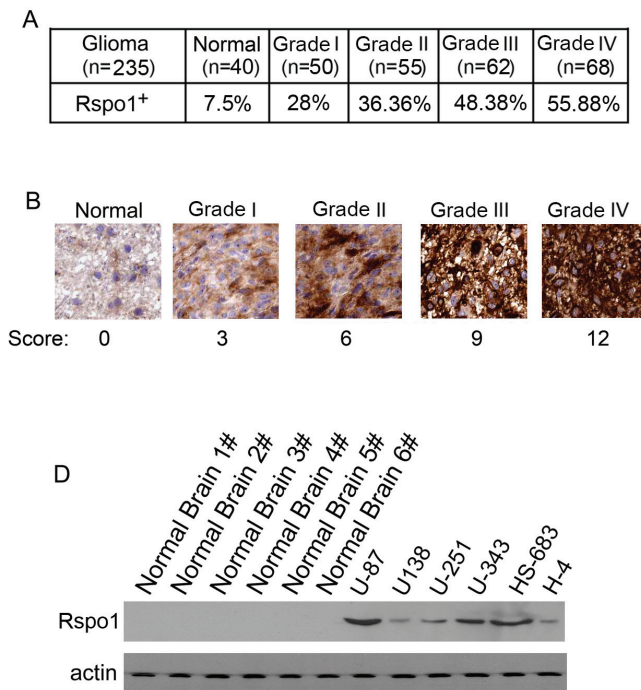 A
Glioma (n=235) Normal (n=40) Grade I (n=50) Grade II (n=55) Grade III (n=62) Grade IV (n=68)
Rspo1+ 7.5% 28% 36.36% 48.38% 55.88%
B
Normal Grade I Grade II Grade III Grade IV
Score: 0 3 6 9 12
D
Normal Brain 1# Normal Brain 2# Normal Brain 3# Normal Brain 4# Normal Brain 5# Normal Brain 6# U-87 U138 U-251 U-343 HS-683 H-4
Rspo1
actin